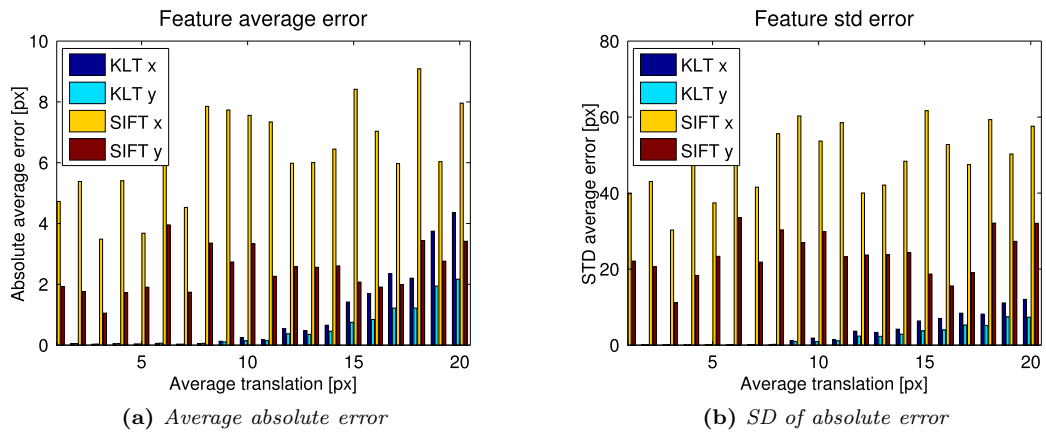 Feature average error
10
8
6
4
2
0
Absolute average error [px]
KLT x
KLT y
SIFT x
SIFT y
5
10
15
20
Average translation [px]
(a) Average absolute error
Feature std error
80
60
40
20
0
STD average error [px]
KLT x
KLT y
SIFT x
SIFT y
5
10
15
20
Average translation [px]
(b) SD of absolute error